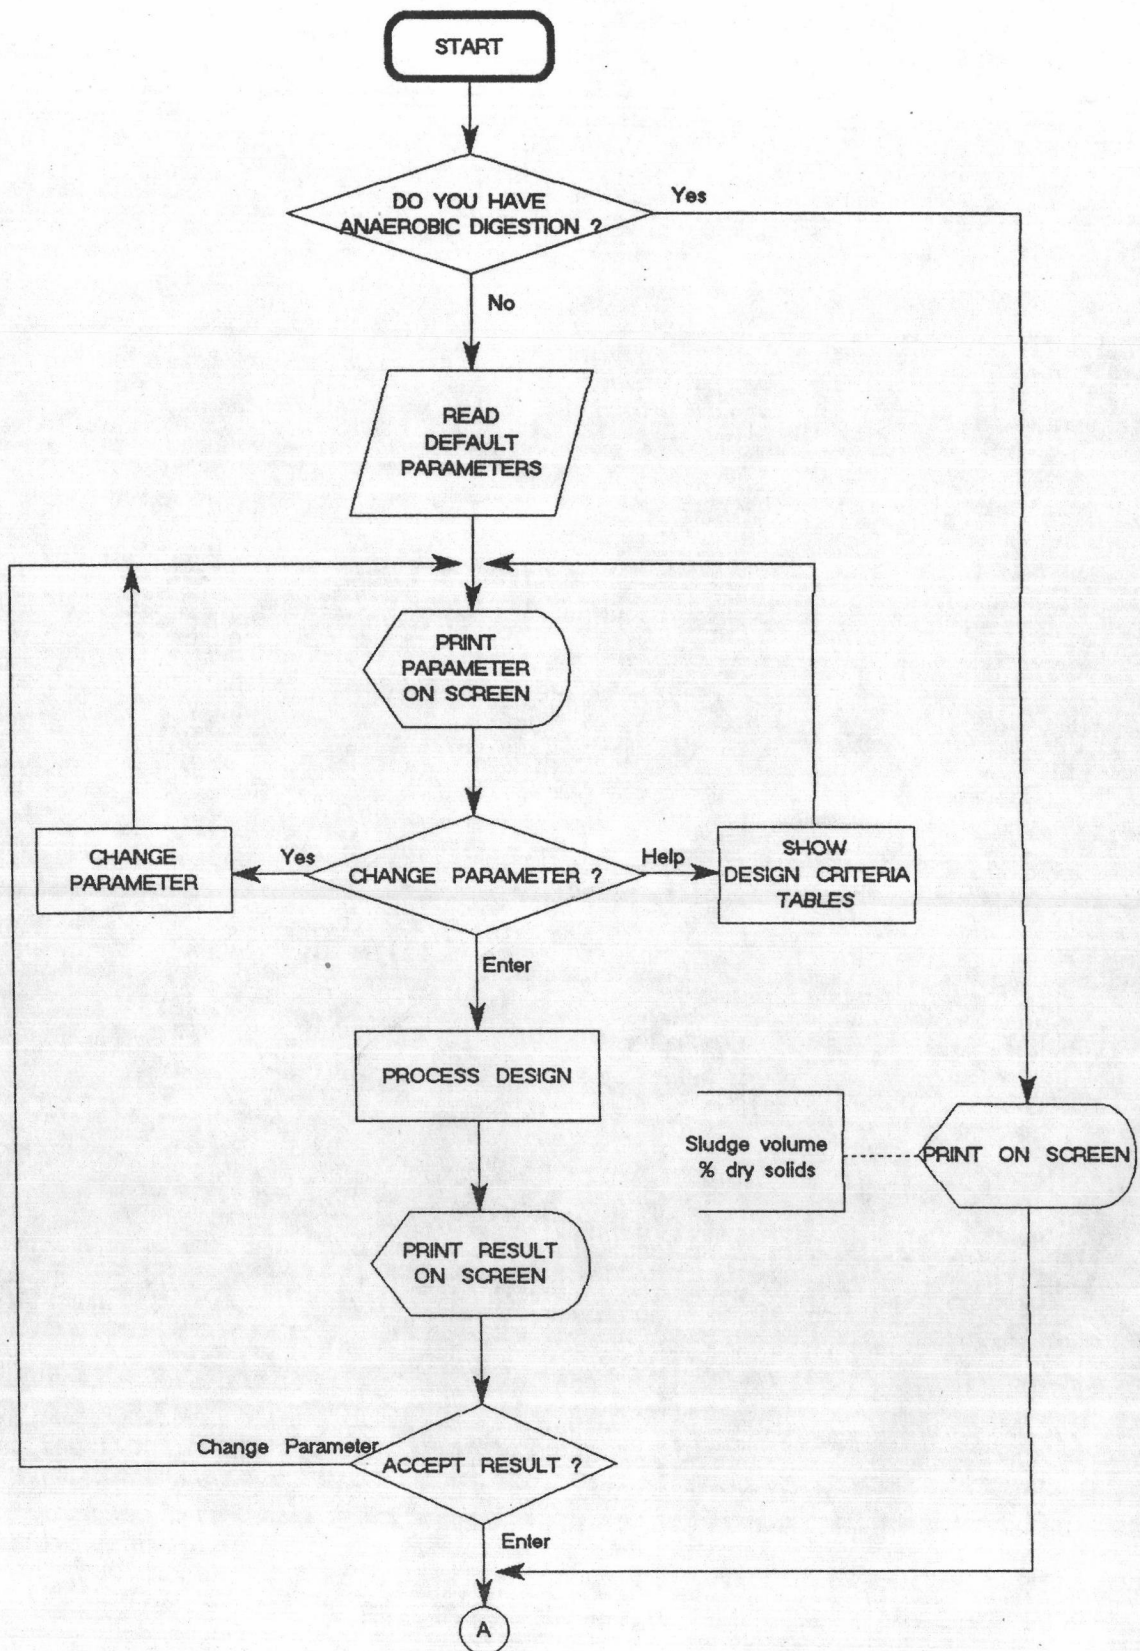 START
DO YOU HAVE
ANAEROBIC DIGESTION ?
Yes
No
READ
DEFAULT
PARAMETERS
PRINT
PARAMETER
ON SCREEN
CHANGE
PARAMETER
Yes
CHANGE PARAMETER ?
Help
SHOW
DESIGN CRITERIA
TABLES
Enter
PROCESS DESIGN
Sludge volume
% dry solids
PRINT ON SCREEN
PRINT RESULT
ON SCREEN
Change Parameter
ACCEPT RESULT ?
Enter
A